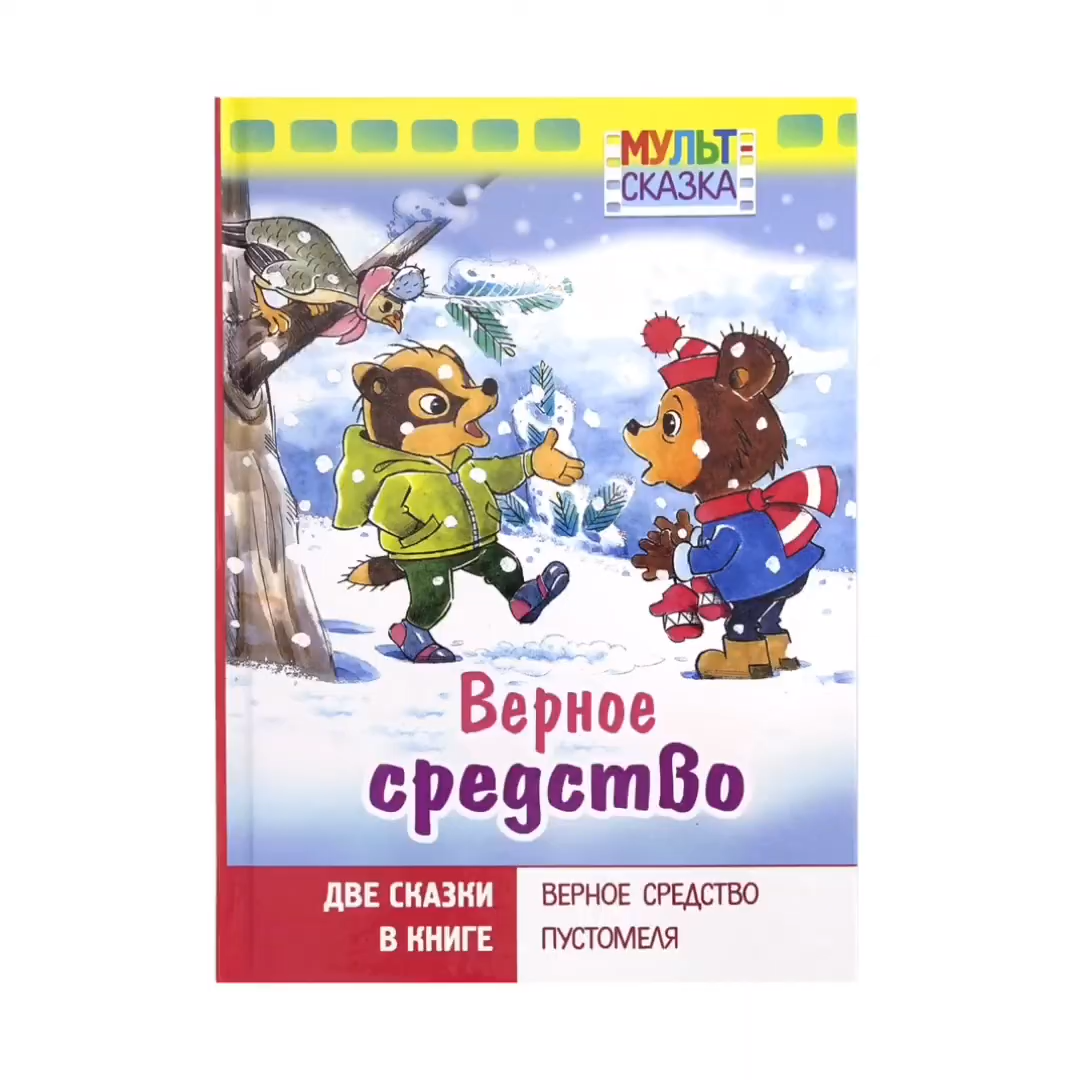 МУЛЬТ-
СКАЗКА
Верное
средство
ДВЕ СКАЗКИ
В КНИГЕ
ВЕРНОЕ СРЕДСТВО
ПУСТОМЕЛЯ